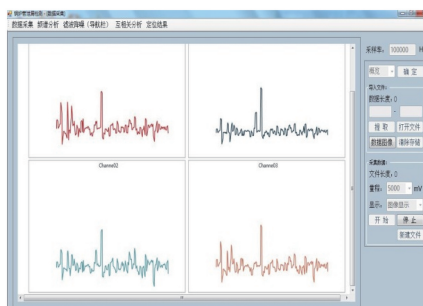 数据采集 频谱分析 滤波降噪（导航栏） 互相关分析 定位结果
采样率： 100000 H
确 定
导入文件：
数据长度：0
-
提 取 打开文件
数据图像 清除存储
采集数据：
文件长度：0
Channel02 Channel03
量程： 5000 mV
显示： 图像显示
开 始 停 止
新建文件